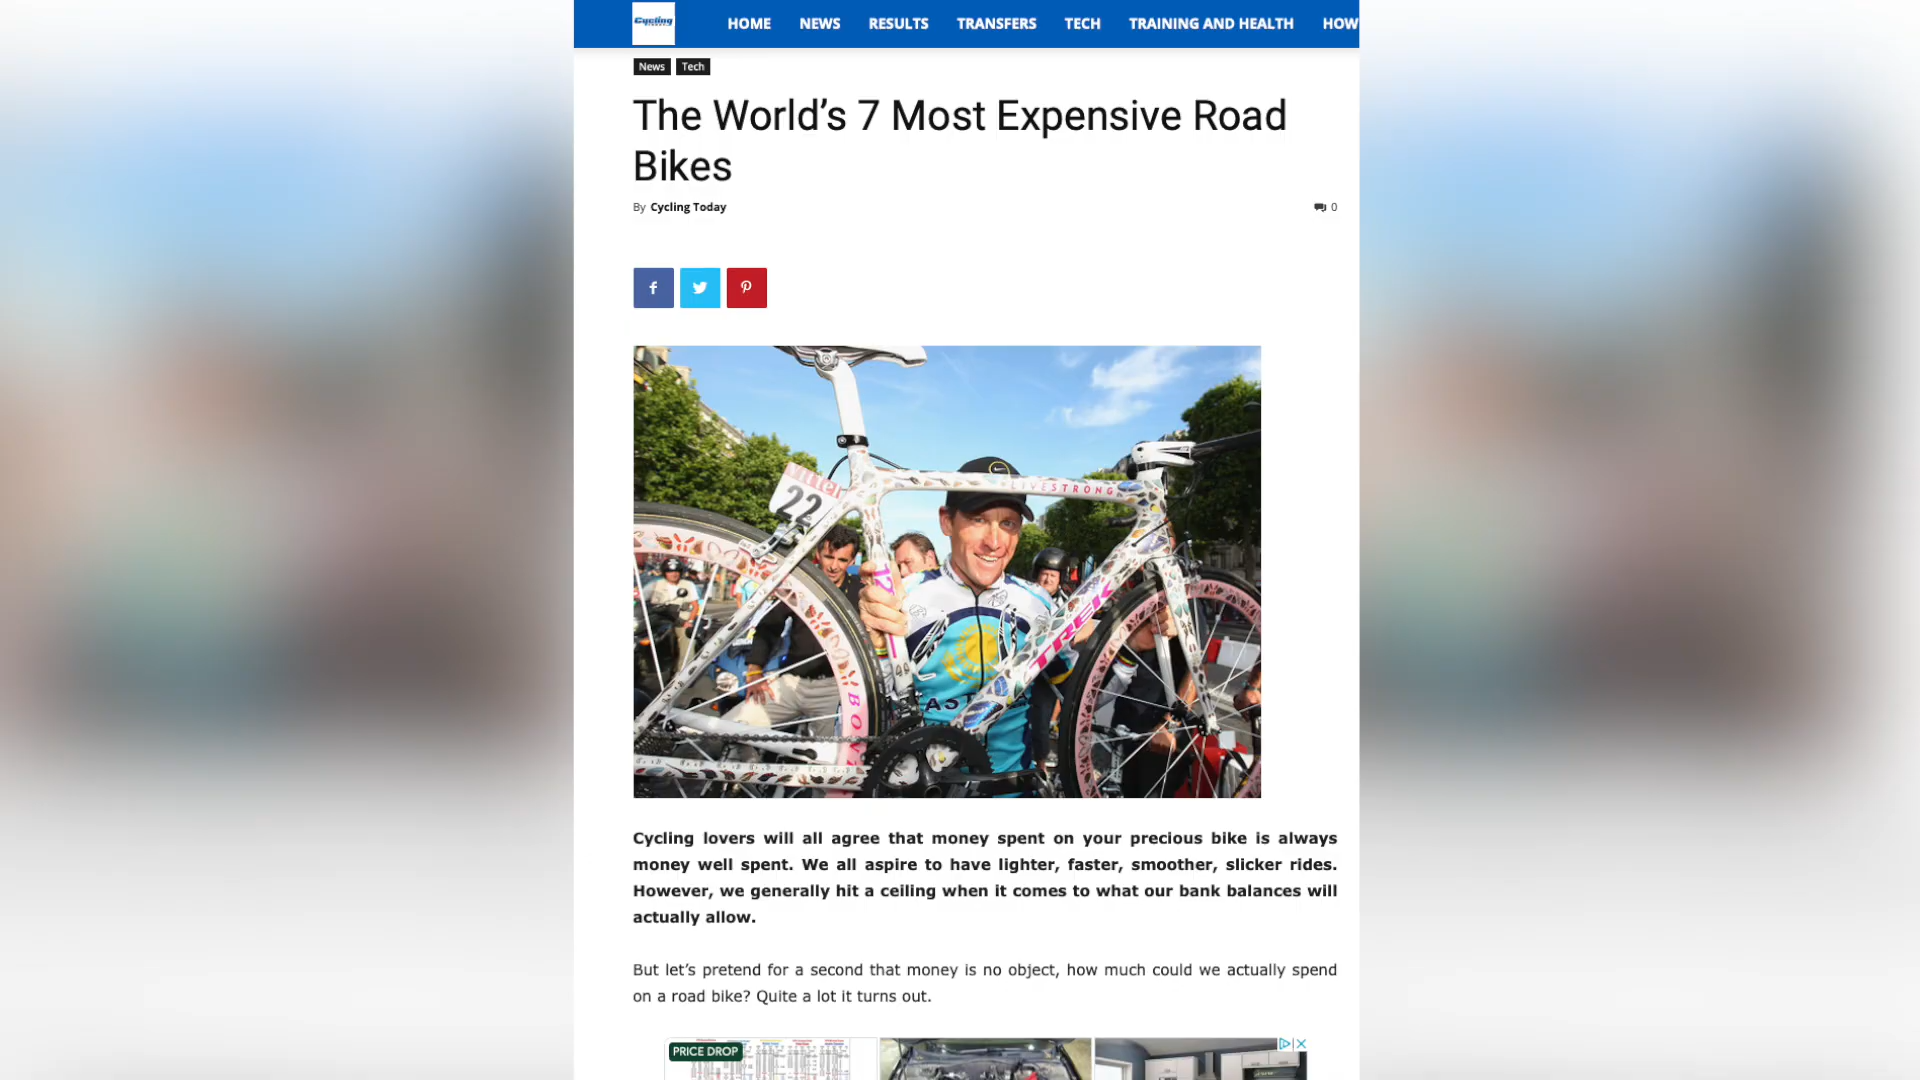 Cycling
HOME NEWS RESULTS TRANSFERS TECH TRAINING AND HEALTH HOW
News Tech
The World’s 7 Most Expensive Road
Bikes
By Cycling Today
0
22
LIVESTRONG
TREK
Cycling lovers will all agree that money spent on your precious bike is always
money well spent. We all aspire to have lighter, faster, smoother, slicker rides.
However, we generally hit a ceiling when it comes to what our bank balances will
actually allow.
But let’s pretend for a second that money is no object, how much could we actually spend
on a road bike? Quite a lot it turns out.
PRICE DROP